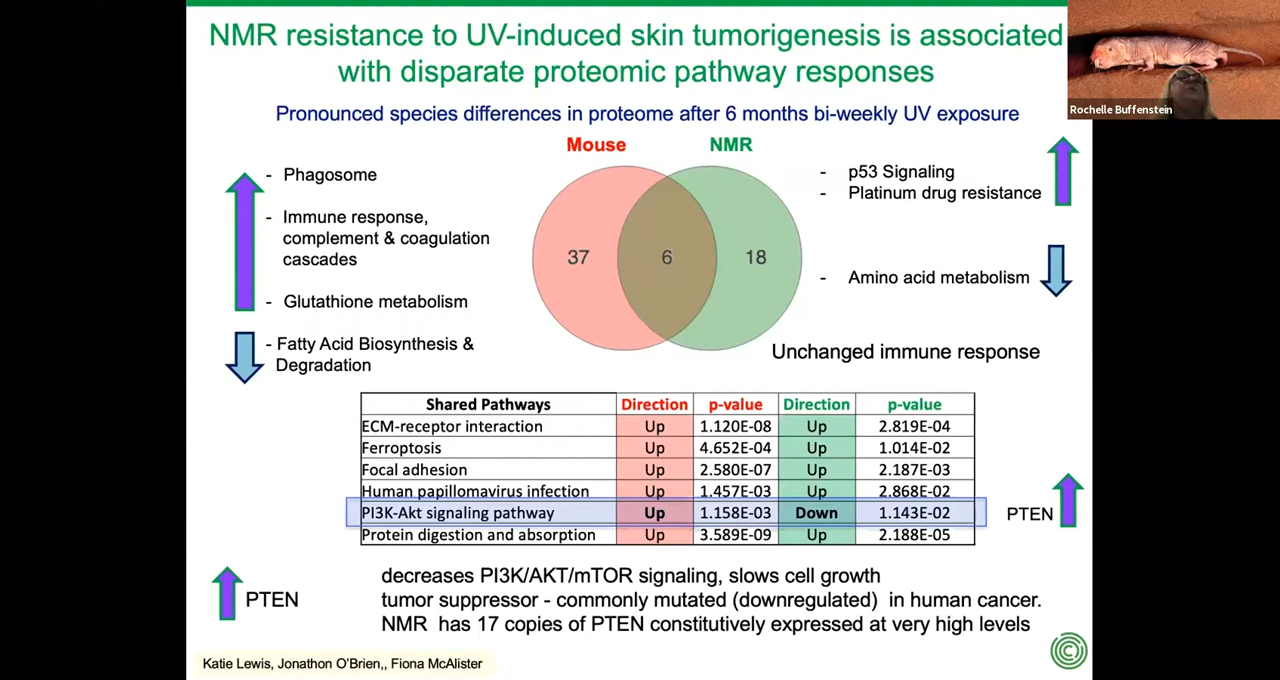 NMR resistance to UV-induced skin tumorigenesis is associated
with disparate proteomic pathway responses
Rochelle Buffenstein
Pronounced species differences in proteome after 6 months bi-weekly UV exposure
Mouse NMR
- Phagosome
- Immune response,
complement & coagulation
cascades
- Glutathione metabolism
- Fatty Acid Biosynthesis &
Degradation
37 6 18
- p53 Signaling
- Platinum drug resistance
- Amino acid metabolism
Unchanged immune response
Shared Pathways Direction p-value Direction p-value
ECM-receptor interaction Up 1.120E-08 Up 2.819E-04
Ferroptosis Up 4.652E-04 Up 1.014E-02
Focal adhesion Up 2.580E-07 Up 2.187E-03
Human papillomavirus infection Up 1.457E-03 Up 2.868E-02
PI3K-Akt signaling pathway Up 1.158E-03 Down 1.143E-02
Protein digestion and absorption Up 3.589E-09 Up 2.188E-05
PTEN
PTEN
decreases PI3K/AKT/mTOR signaling, slows cell growth
tumor suppressor - commonly mutated (downregulated) in human cancer.
NMR has 17 copies of PTEN constitutively expressed at very high levels
Katie Lewis, Jonathon O'Brien,, Fiona McAlister